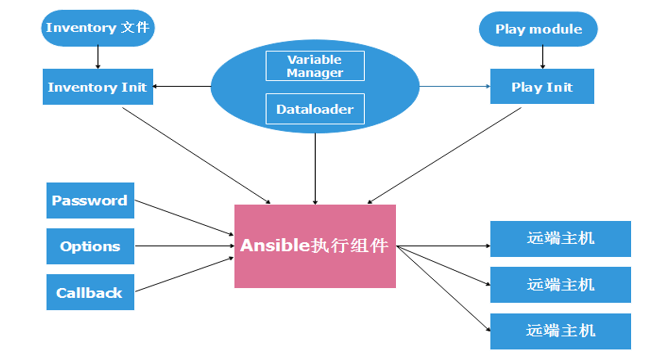 Inventory 文件
Play module
Variable
Manager
Inventory Init
Play Init
Dataloader
Password
Options
Callback
Ansible执行组件
远端主机
远端主机
远端主机